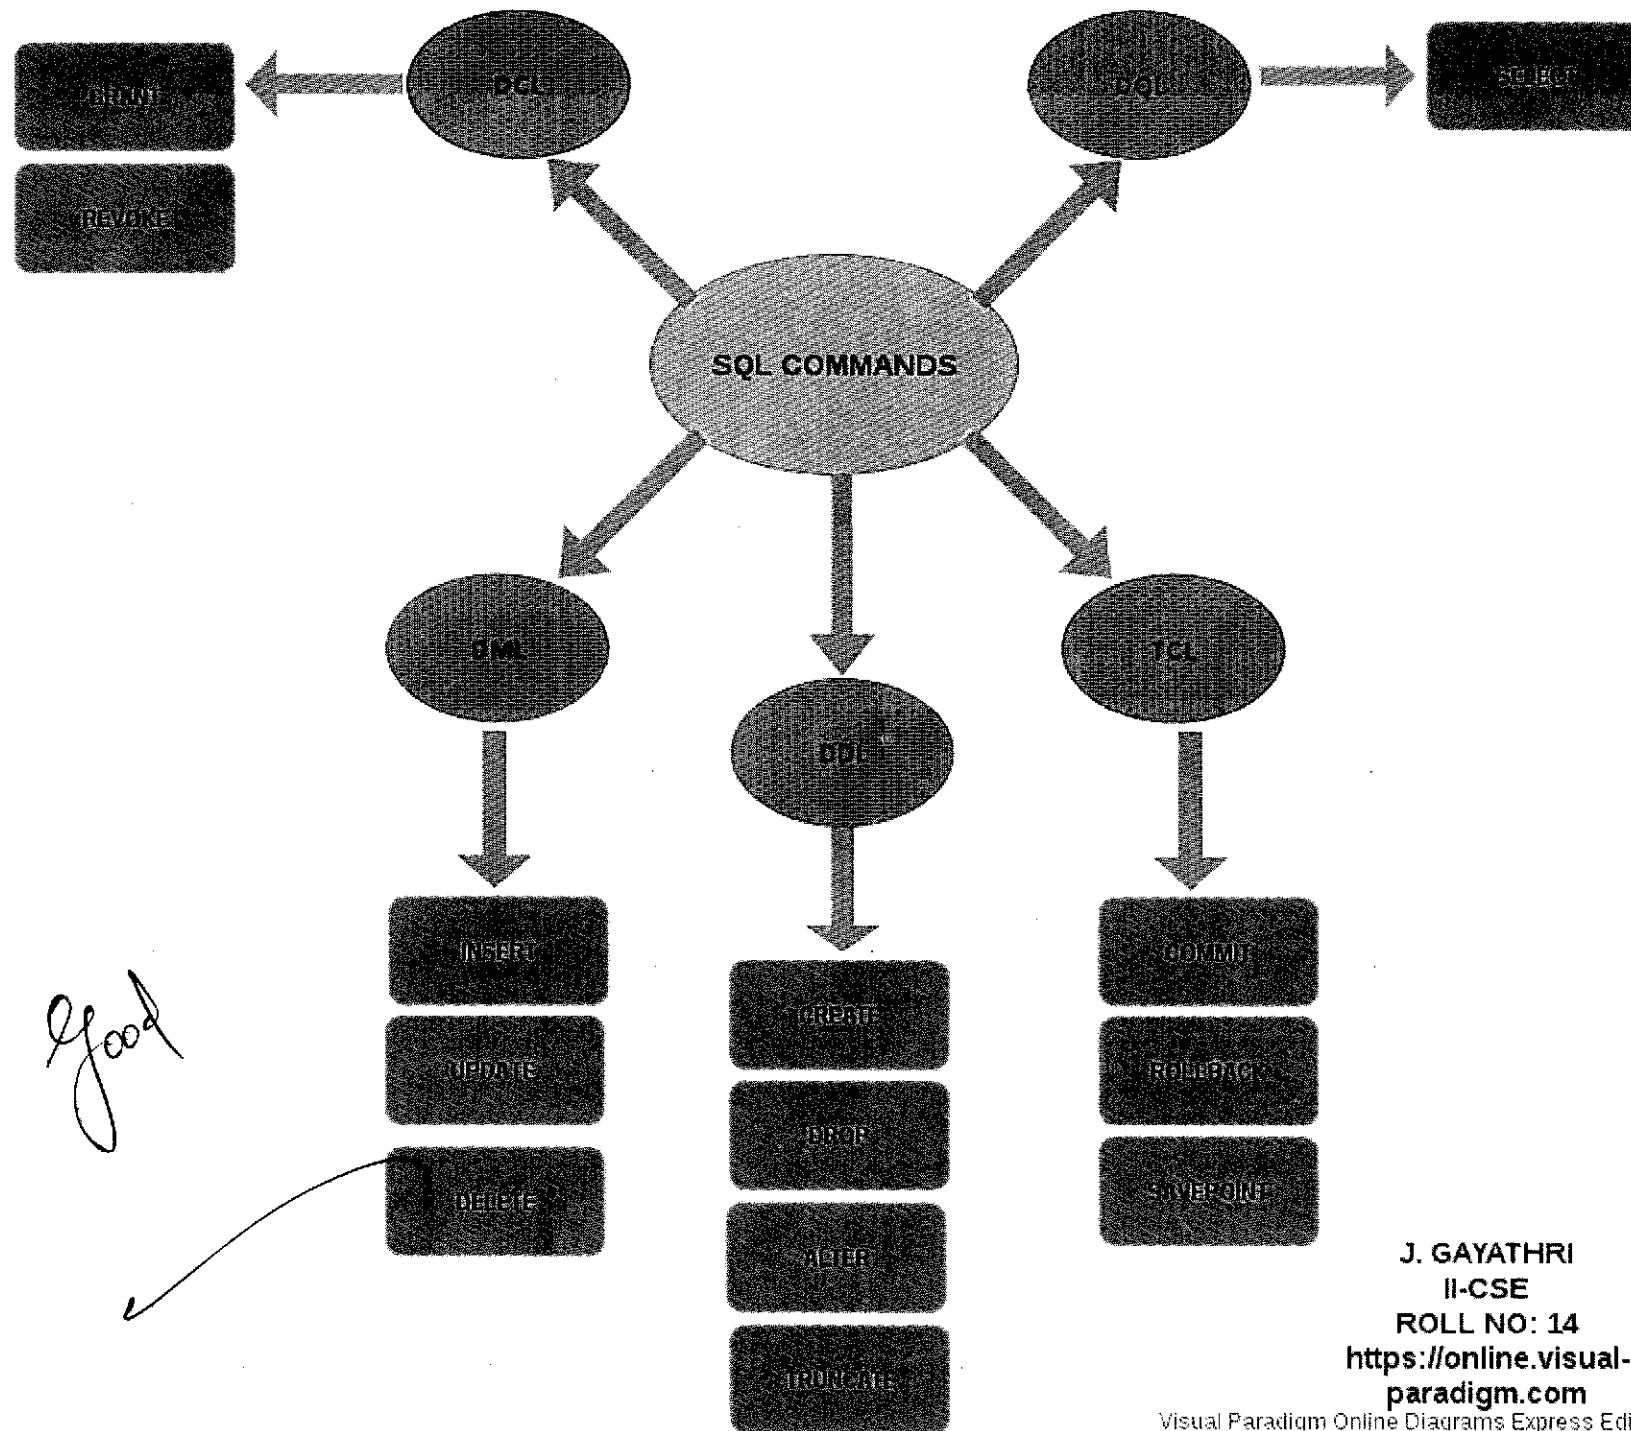 DCL
DQL
GRANT
SELECT
REVOKE
SQL COMMANDS
DML
TCL
DDL
INSERT
COMMIT
CREATE
Good
UPDATE
ROLLBACK
DROP
DELETE
SAVEPOINT
ALTER
TRUNCATE
J. GAYATHRI
II-CSE
ROLL NO: 14
https://online.visual-
paradigm.com
Visual Paradigm Online Diagrams Express Edi